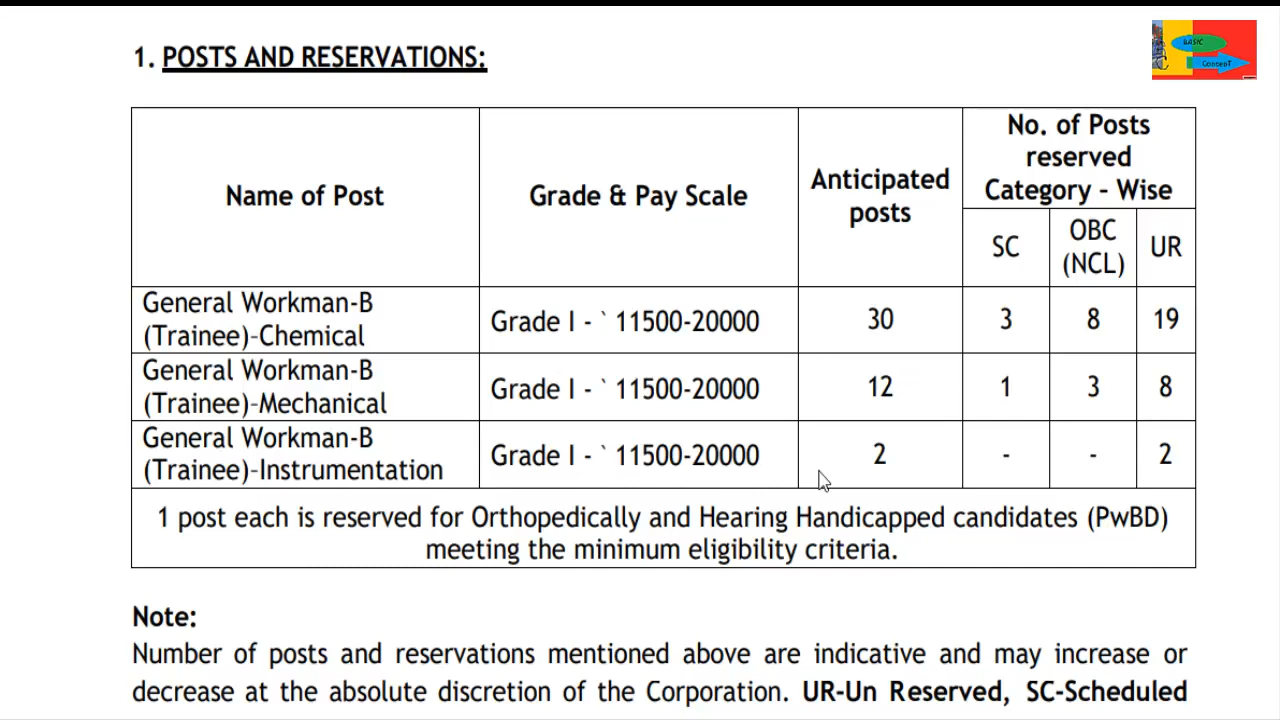 BASIC
ConcepT
1. POSTS AND RESERVATIONS:
Name of Post
Grade & Pay Scale
Anticipated
posts
No. of Posts
reserved
Category - Wise
SC
OBC
(NCL)
UR
General Workman-B
(Trainee)-Chemical
Grade I - ` 11500-20000
30
3
8
19
General Workman-B
(Trainee)-Mechanical
Grade I - ` 11500-20000
12
1
3
8
General Workman-B
(Trainee)-Instrumentation
Grade I - ` 11500-20000
2
-
-
2
1 post each is reserved for Orthopedically and Hearing Handicapped candidates (PwBD)
meeting the minimum eligibility criteria.
Note:
Number of posts and reservations mentioned above are indicative and may increase or
decrease at the absolute discretion of the Corporation. UR-Un Reserved, SC-Scheduled